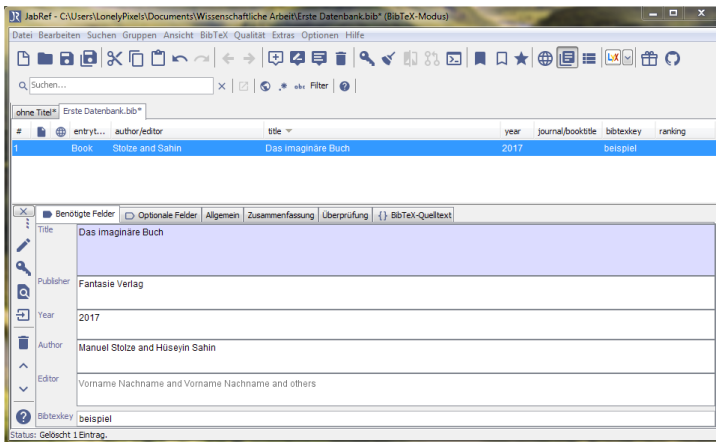 JabRef - C:\Users\LonelyPixels\Documents\Wissenschaftliche Arbeit\Erste Datenbank.bib* (BibTeX-Modus)
Datei Bearbeiten Suchen Gruppen Ansicht BibTeX Qualität Extras Optionen Hilfe
Suchen... Filter
ohne Titel* Erste Datenbank.bib*
# entryt... author/editor title year journal/booktitle bibtexkey ranking
1 Book Stolze and Sahin Das imaginäre Buch 2017 beispiel
Benötigte Felder Optionale Felder Allgemein Zusammenfassung Überprüfung {} BibTeX-Quelltext
Title Das imaginäre Buch
Publisher Fantasie Verlag
Year 2017
Author Manuel Stolze and Hüseyin Sahin
Editor Vorname Nachname and Vorname Nachname and others
Bibtexkey beispiel
Status: Gelöscht 1 Eintrag.